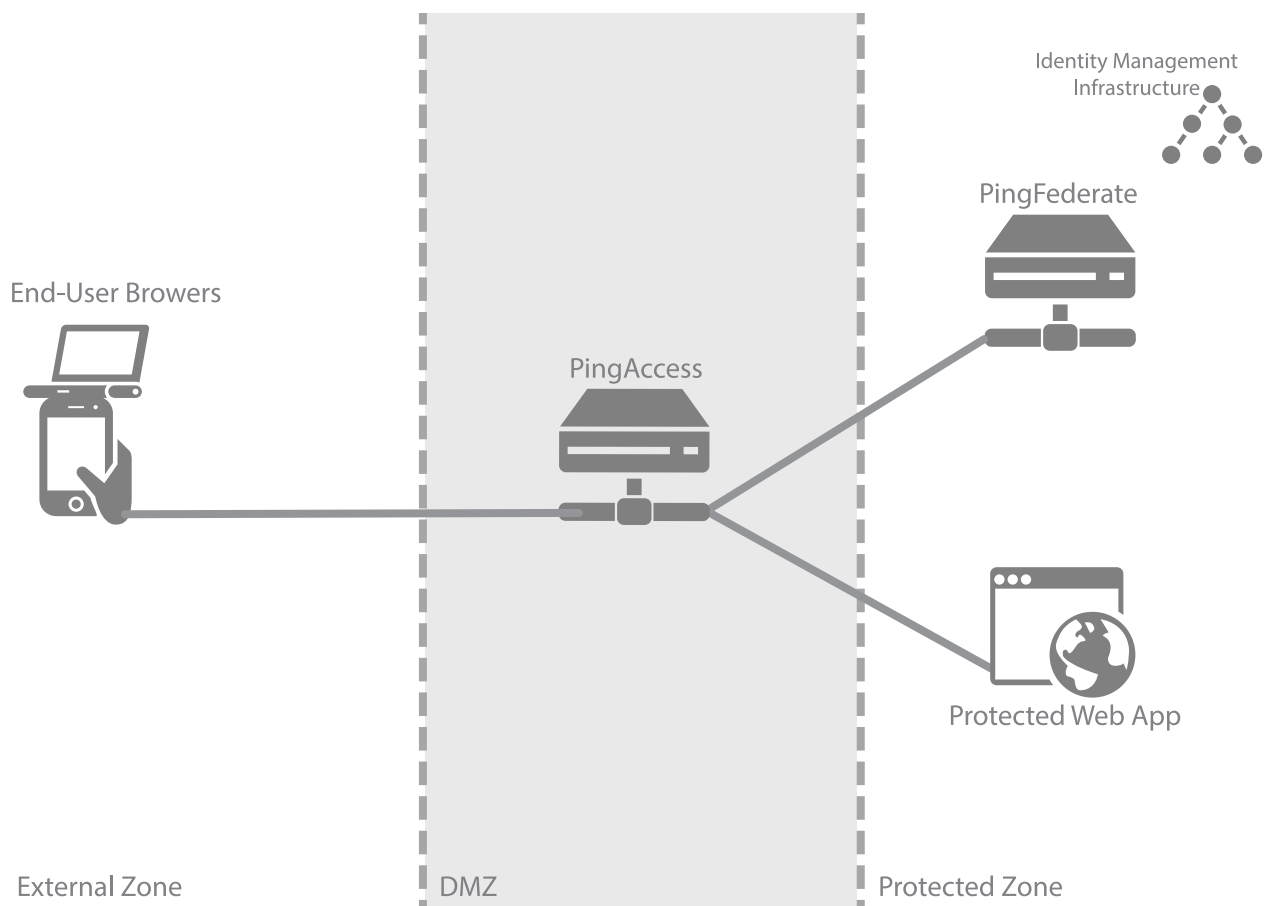 Identity Management
Infrastructure
PingFederate
End-User Browers
PingAccess
Protected Web App
External Zone
DMZ
Protected Zone